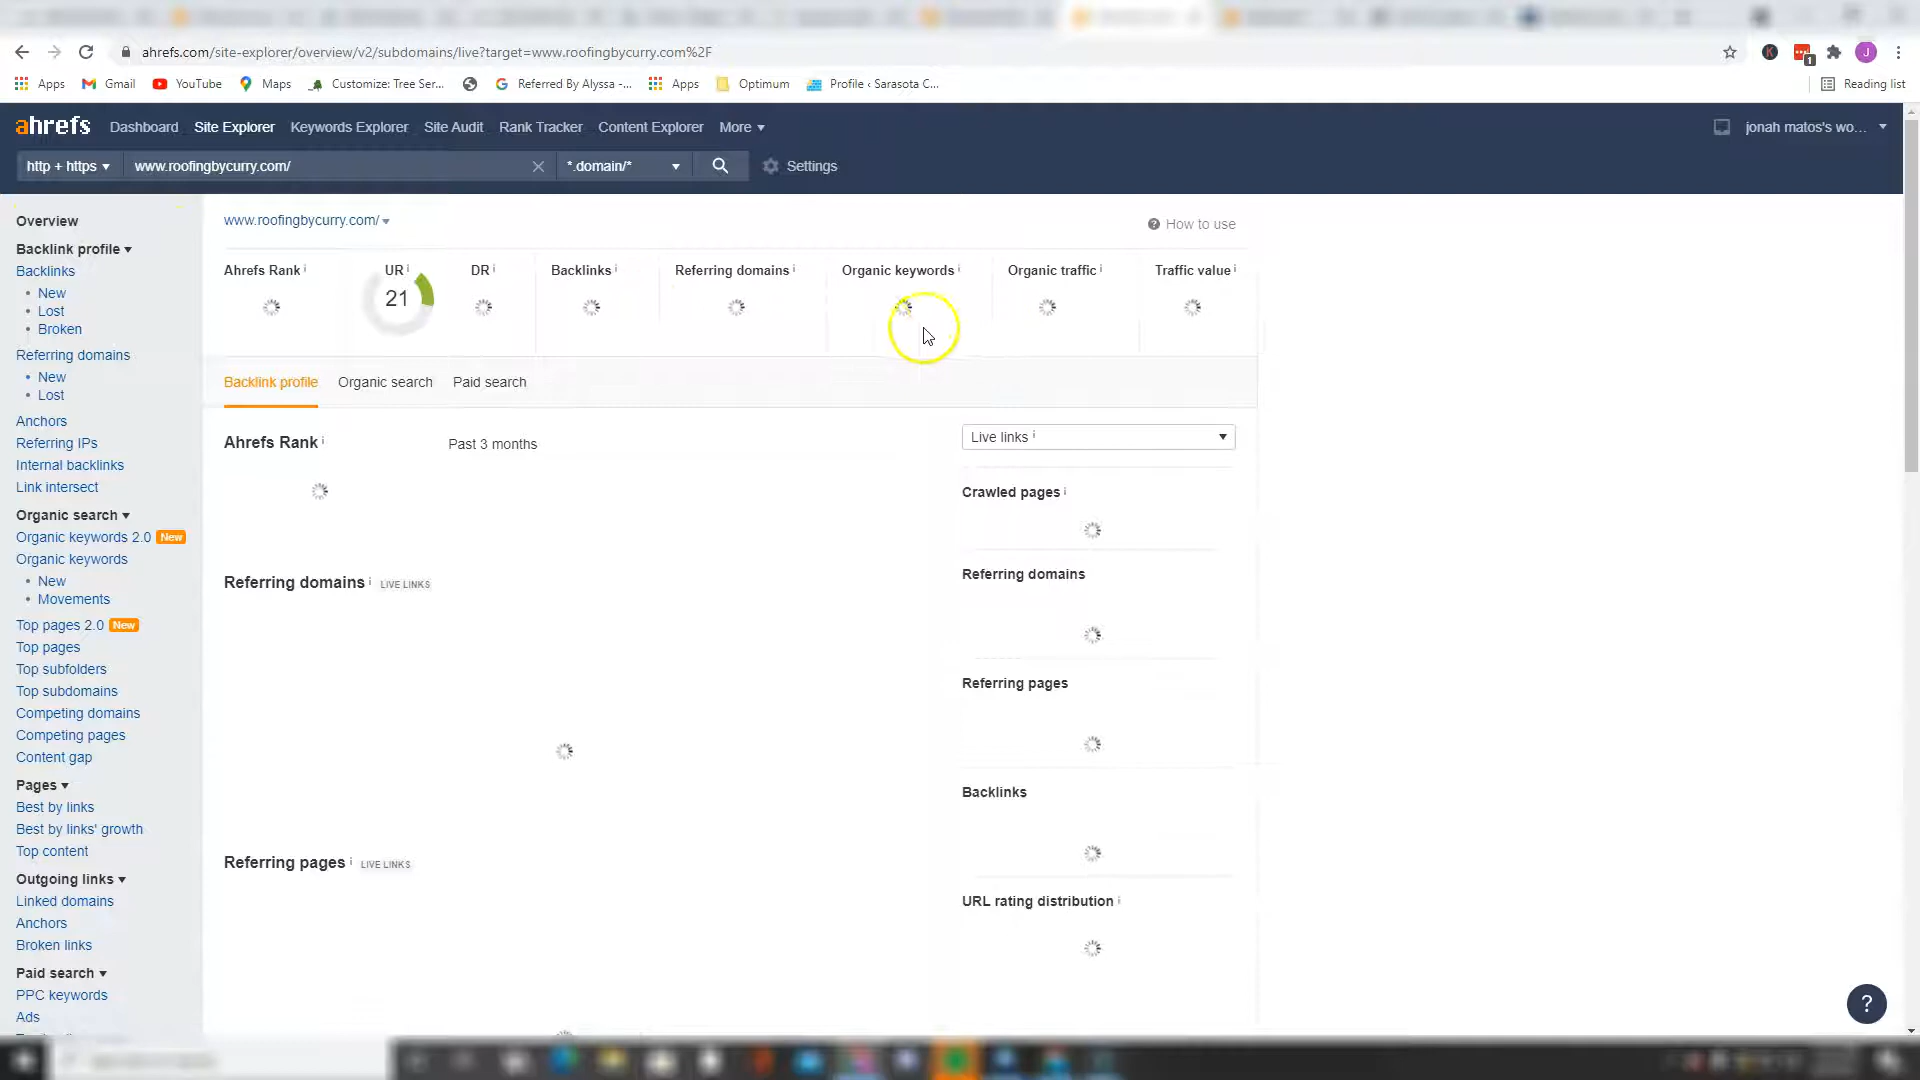 ahrefs.com/site-explorer/overview/v2/subdomains/live?target=www.roofingbycurry.com%2F
K
1
J
Apps Gmail YouTube Maps Customize: Tree Ser... Referred By Alyssa -... Apps Optimum Profile ‹ Sarasota C... Reading list
ahrefs Dashboard Site Explorer Keywords Explorer Site Audit Rank Tracker Content Explorer More jonah matos's wo...
http + https www.roofingbycurry.com/ *.domain/* Settings
Overview
Backlink profile
Backlinks
New
Lost
Broken
Referring domains
New
Lost
Anchors
Referring IPs
Internal backlinks
Link intersect
Organic search
Organic keywords 2.0 New
Organic keywords
New
Movements
Top pages 2.0 New
Top pages
Top subfolders
Top subdomains
Competing domains
Competing pages
Content gap
Pages
Best by links
Best by links' growth
Top content
Outgoing links
Linked domains
Anchors
Broken links
Paid search
PPC keywords
Ads
www.roofingbycurry.com/
? How to use
Ahrefs Rank i UR i DR i Backlinks i Referring domains i Organic keywords i Organic traffic i Traffic value i
21
Backlink profile Organic search Paid search
Ahrefs Rank i Past 3 months
Referring domains i LIVE LINKS
Referring pages i LIVE LINKS
Live links i
Crawled pages i
Referring domains
Referring pages
Backlinks
URL rating distribution i
?